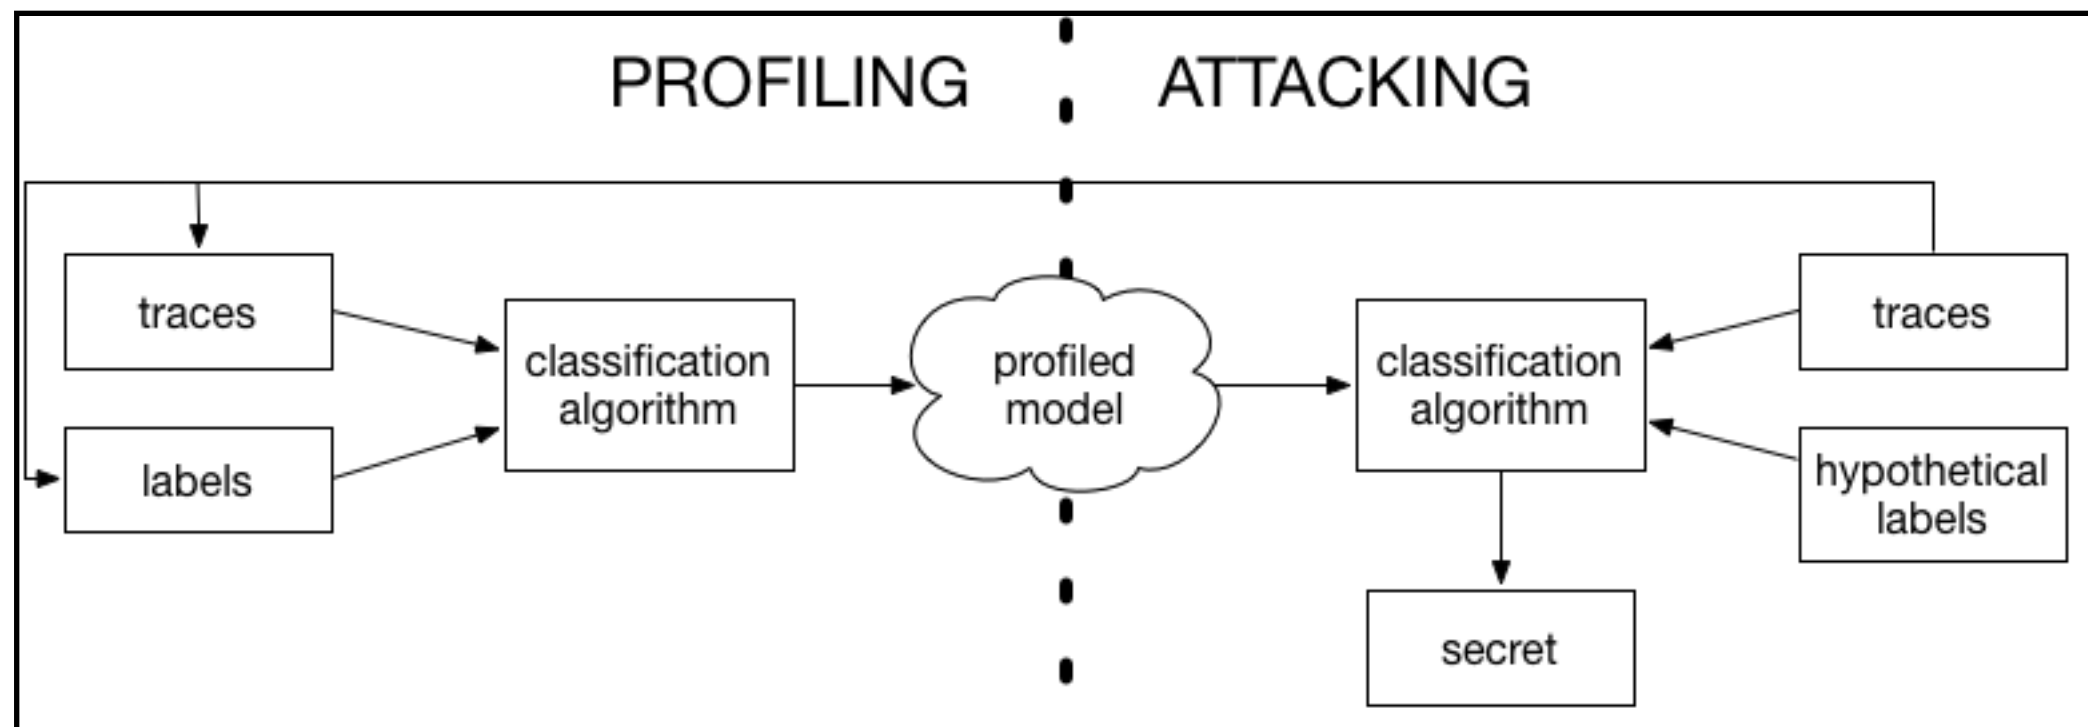 PROFILING
ATTACKING
traces
labels
classification
algorithm
profiled
model
classification
algorithm
traces
hypothetical
labels
secret